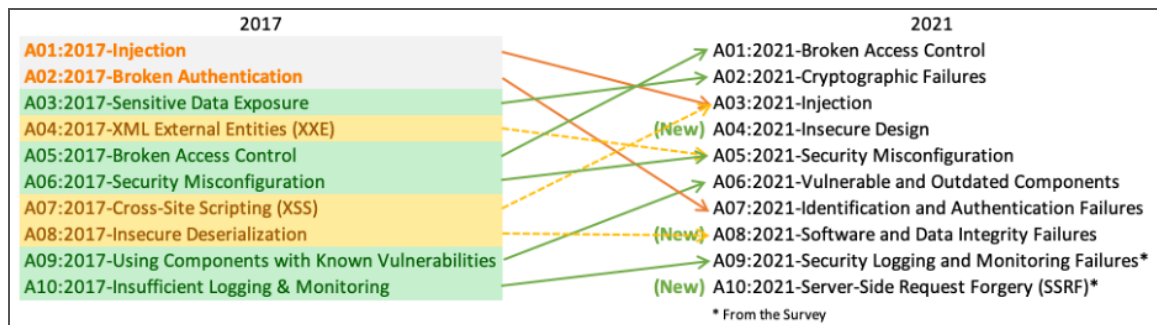 2017
A01:2017-Injection
A02:2017-Broken Authentication
A03:2017-Sensitive Data Exposure
A04:2017-XML External Entities (XXE)
A05:2017-Broken Access Control
A06:2017-Security Misconfiguration
A07:2017-Cross-Site Scripting (XSS)
A08:2017-Insecure Deserialization
A09:2017-Using Components with Known Vulnerabilities
A10:2017-Insufficient Logging & Monitoring
2021
A01:2021-Broken Access Control
A02:2021-Cryptographic Failures
A03:2021-Injection
(New) A04:2021-Insecure Design
A05:2021-Security Misconfiguration
A06:2021-Vulnerable and Outdated Components
A07:2021-Identification and Authentication Failures
(New) A08:2021-Software and Data Integrity Failures
A09:2021-Security Logging and Monitoring Failures*
(New) A10:2021-Server-Side Request Forgery (SSRF)*
* From the Survey